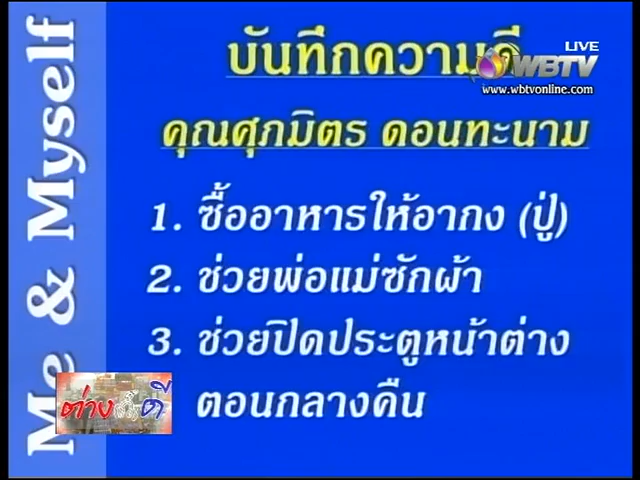 บันทึกความดี
LIVE
WBTV
www.wbtvonline.com
คุณศุภมิตร ดอนทะนาม
1. ซื้ออาหารให้อากง (ปู่)
2. ช่วยพ่อแม่ซักผ้า
3. ช่วยปิดประตูหน้าต่าง
ตอนกลางคืน
Me & Myself
ต่าง
ดี